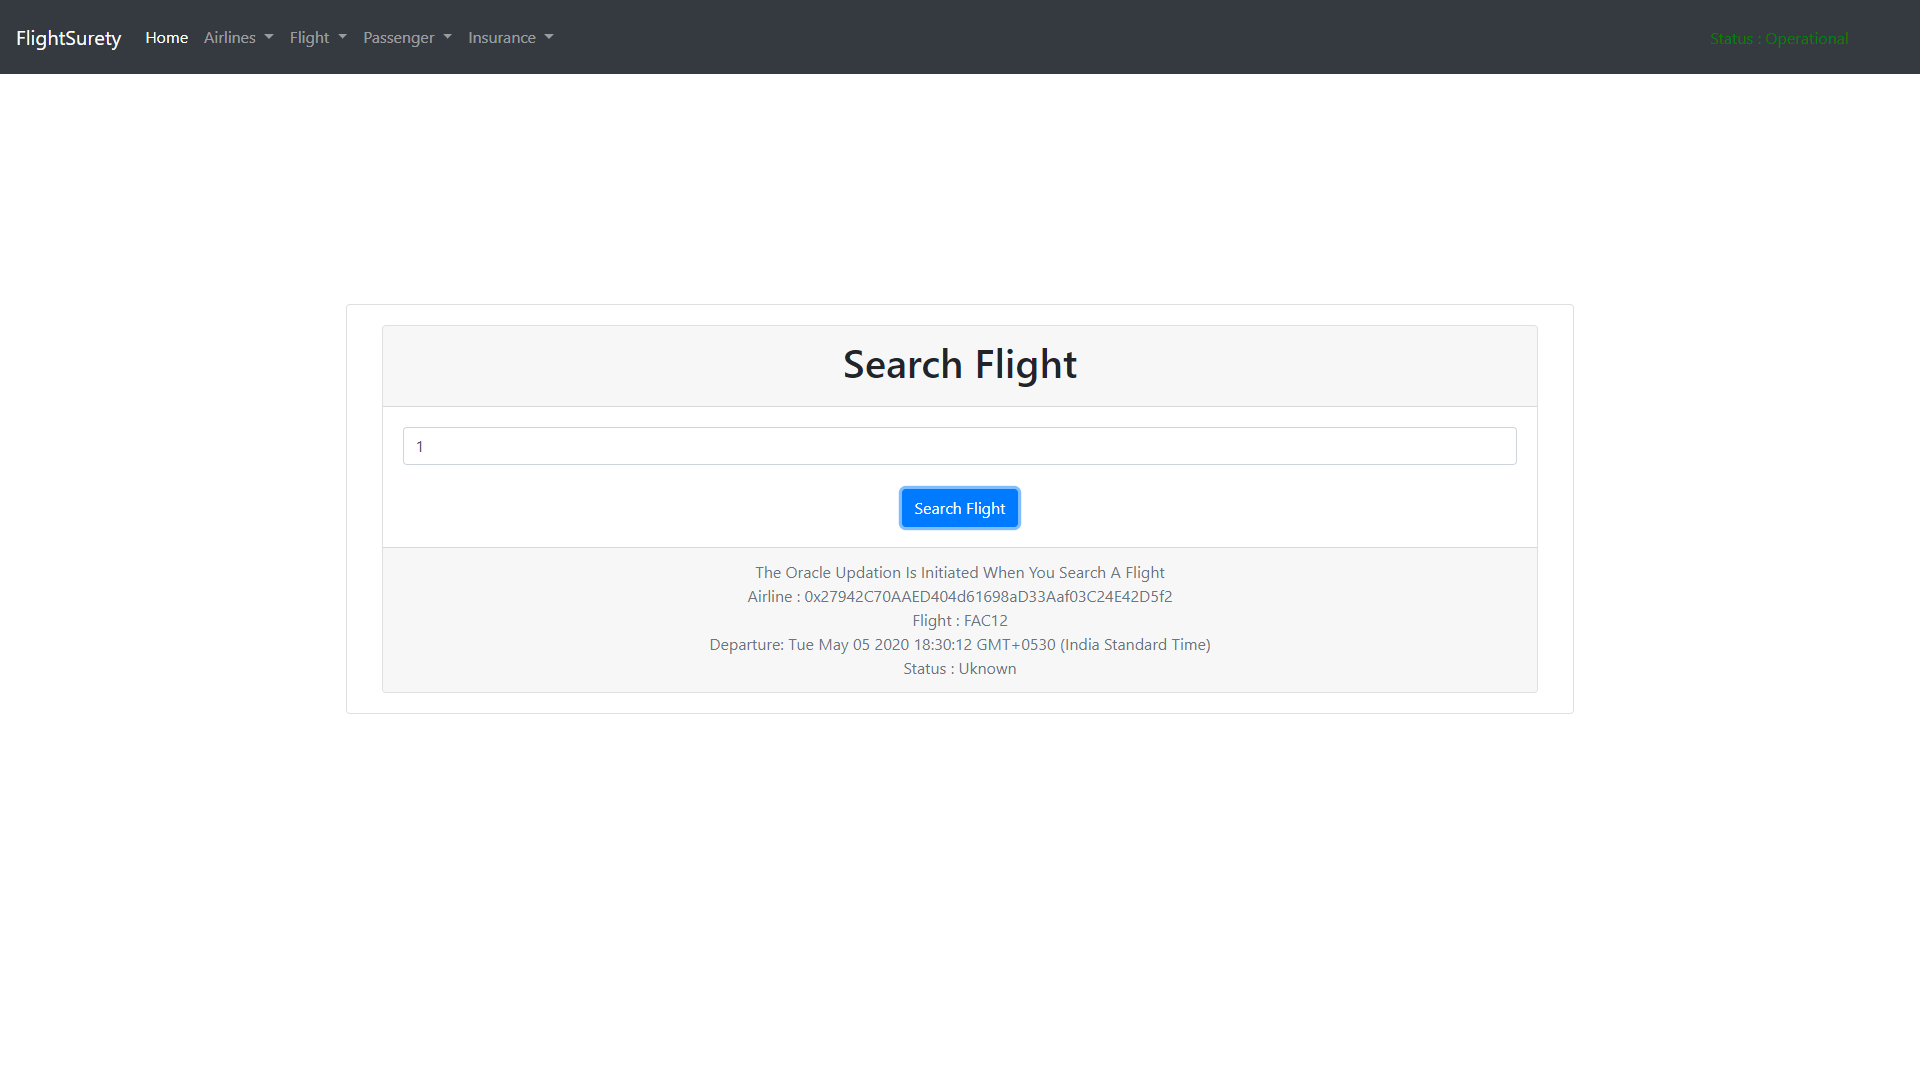 FlightSurety Home Airlines Flight Passenger Insurance Status : Operational
Search Flight
1
Search Flight
The Oracle Updation Is Initiated When You Search A Flight
Airline : 0x27942C70AAED404d61698aD33Aaf03C24E42D5f2
Flight : FAC12
Departure: Tue May 05 2020 18:30:12 GMT+0530 (India Standard Time)
Status : Uknown